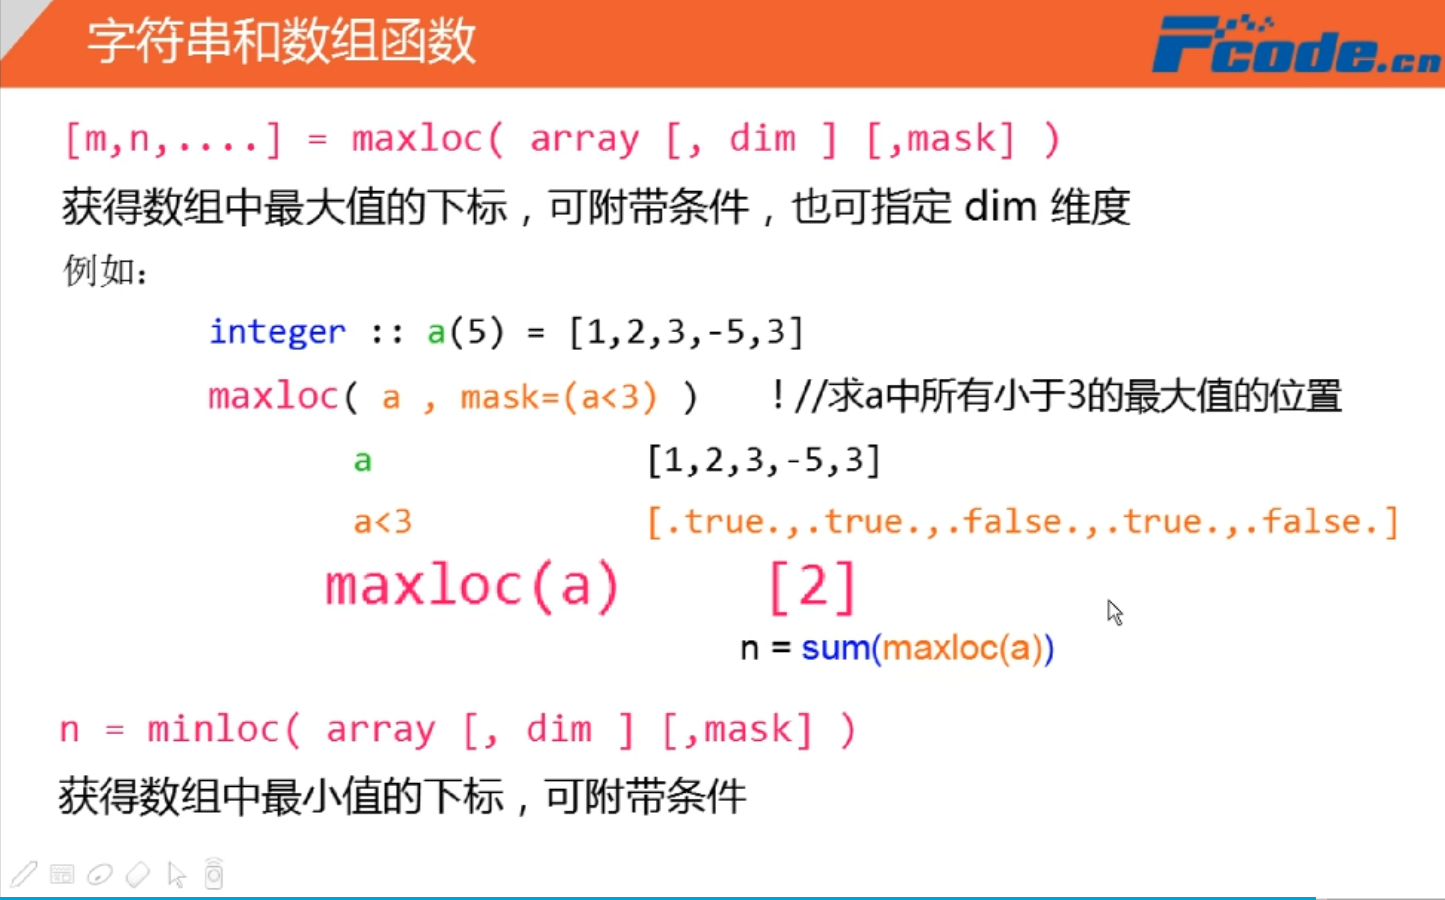 字符串和数组函数
Fcode.cn
[m,n,....] = maxloc( array [, dim ] [,mask] )
获得数组中最大值的下标，可附带条件，也可指定 dim 维度
例如：
integer :: a(5) = [1,2,3,-5,3]
maxloc( a , mask=(a<3) ) !//求a中所有小于3的最大值的位置
a [1,2,3,-5,3]
a<3 [.true.,.true.,.false.,.true.,.false.]
maxloc(a) [2]
n = sum(maxloc(a))
n = minloc( array [, dim ] [,mask] )
获得数组中最小值的下标，可附带条件